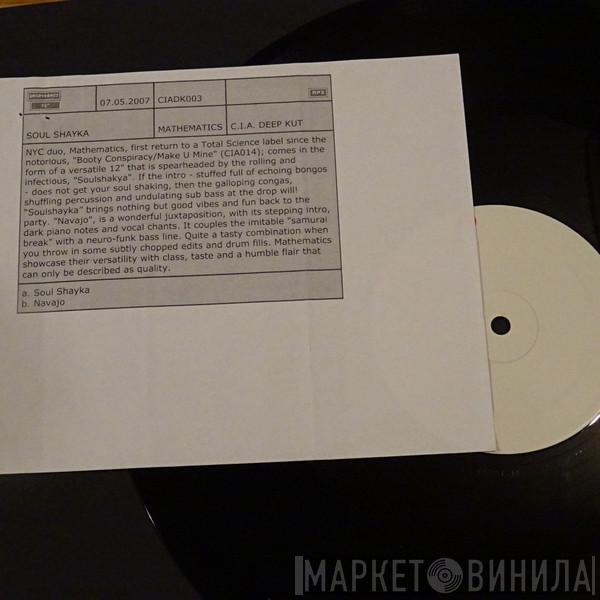 07.05.2007 CIADK003 MP3
12"
SOUL SHAYKA MATHEMATICS C.I.A. DEEP KUT
NYC duo, Mathematics, first return to a Total Science label since the
notorious, "Booty Conspiracy/Make U Mine" (CIA014); comes in the
form of a versatile 12" that is spearheaded by the rolling and
infectious, "Soulshakya". If the intro - stuffed full of echoing bongos
- does not get your soul shaking, then the galloping congas,
shuffling percussion and undulating sub bass at the drop will!
"Soulshayka" brings nothing but good vibes and fun back to the
party. "Navajo", is a wonderful juxtaposition, with its stepping intro,
dark piano notes and vocal chants. It couples the imitable "samurai
break" with a neuro-funk bass line. Quite a tasty combination when
you throw in some subtly chopped edits and drum fills. Mathematics
showcase their versatility with class, taste and a humble flair that
can only be described as quality.
a. Soul Shayka
b. Navajo
МАРКЕТ ВИНИЛА